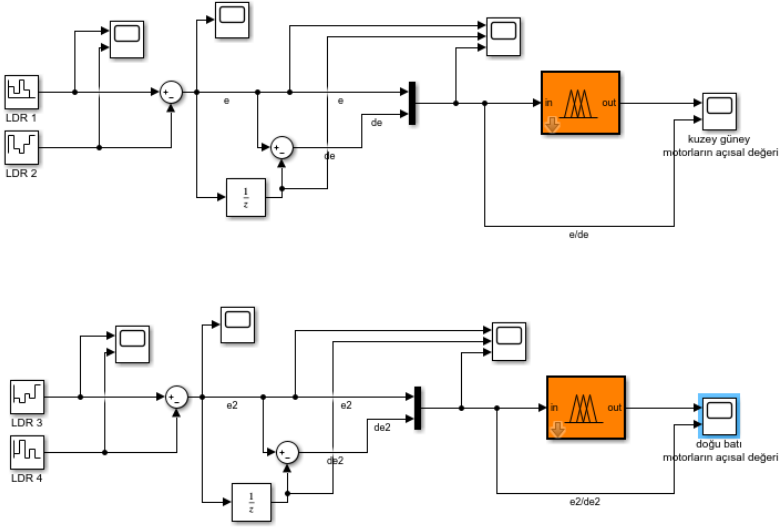 LDR 1
LDR 2
+
−
e
e
de
+
−
de
1
z
in
out
kuzey güney
motorların açısal değeri
e/de
LDR 3
LDR 4
+
−
e2
e2
de2
+
−
de2
1
z
in
out
doğu batı
motorların açısal değeri
e2/de2